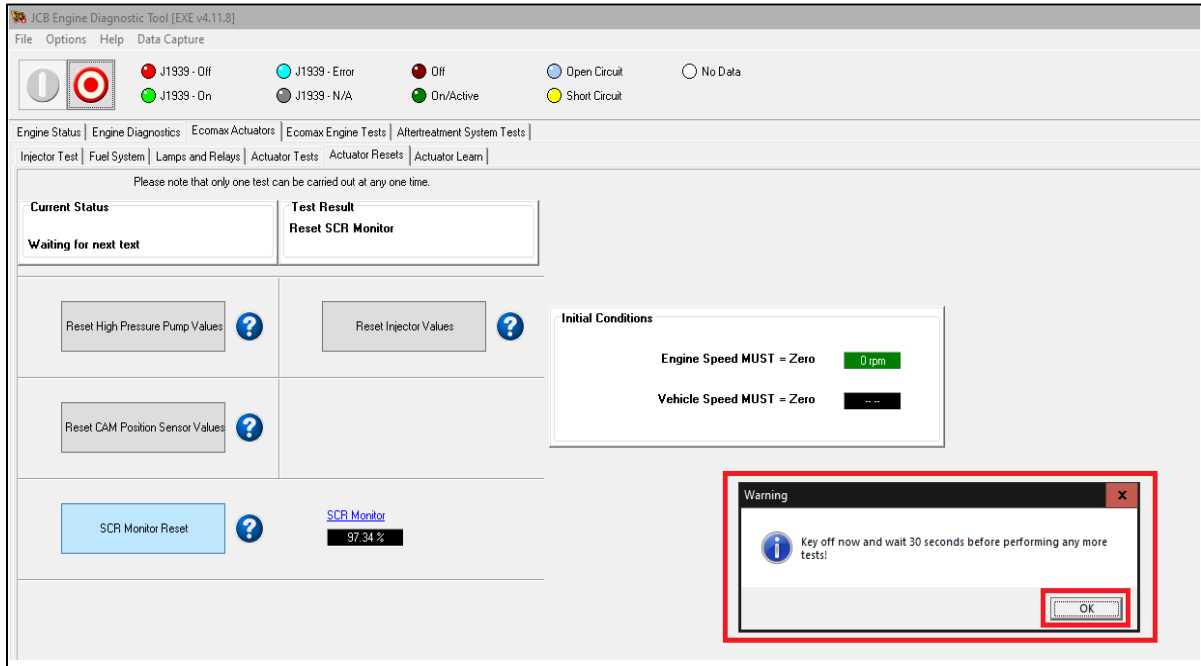 JCB Engine Diagnostic Tool [EXE v4.11.8]
File Options Help Data Capture
J1939 - Off J1939 - Error Off Open Circuit No Data
J1939 - On J1939 - N/A On/Active Short Circuit
Engine Status Engine Diagnostics Ecomax Actuators Ecomax Engine Tests Aftertreatment System Tests
Injector Test Fuel System Lamps and Relays Actuator Tests Actuator Resets Actuator Learn
Please note that only one test can be carried out at any one time.
Current Status
Waiting for next text
Test Result
Reset SCR Monitor
Reset High Pressure Pump Values ? Reset Injector Values ?
Initial Conditions
Engine Speed MUST = Zero 0 rpm
Vehicle Speed MUST = Zero -- --
Reset CAM Position Sensor Values ?
SCR Monitor Reset ?
SCR Monitor
97.34 %
Warning x
i Key off now and wait 30 seconds before performing any more
tests!
OK